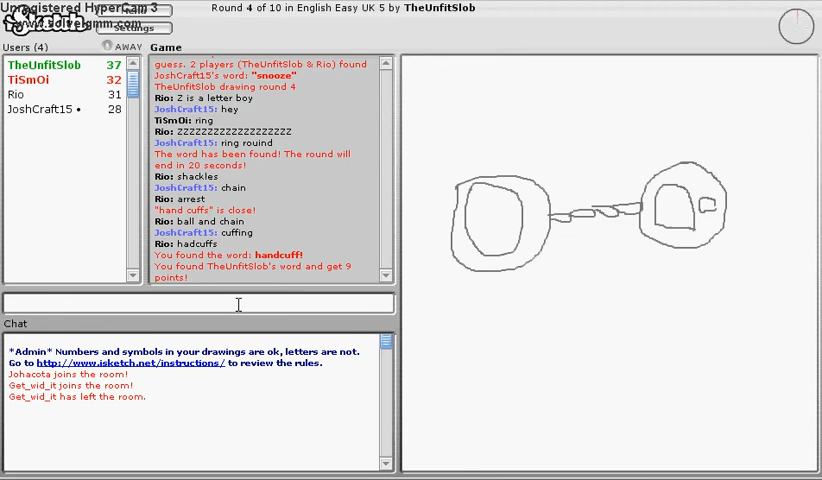 Unregistered HyperCam 3
www.solveigmm.com
Settings
Round 4 of 10 in English Easy UK 5 by TheUnfitSlob
Users (4)
AWAY
Game
TheUnfitSlob 37
TiSmOi 32
Rio 31
JoshCraft15 • 28
guess. 2 players (TheUnfitSlob & Rio) found
JoshCraft15's word: "snooze"
TheUnfitSlob drawing round 4
Rio: Z is a letter boy
JoshCraft15: hey
TiSmOi: ring
Rio: ZZZZZZZZZZZZZZZZZZZ
JoshCraft15: ring rouind
The word has been found! The round will
end in 20 seconds!
Rio: shackles
JoshCraft15: chain
Rio: arrest
"hand cuffs" is close!
Rio: ball and chain
JoshCraft15: cuffing
Rio: hadcuffs
You found the word: handcuff!
You found TheUnfitSlob's word and get 9
points!
Chat
*Admin* Numbers and symbols in your drawings are ok, letters are not.
Go to http://www.isketch.net/instructions/ to review the rules.
Johacota joins the room!
Get_wid_it joins the room!
Get_wid_it has left the room.